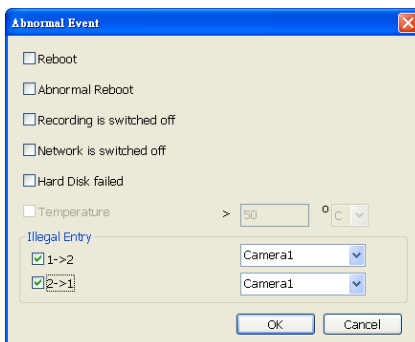 Abnormal Event
Reboot
Abnormal Reboot
Recording is switched off
Network is switched off
Hard Disk failed
Temperature > 50 o C
Illegal Entry
1->2 Camera1
2->1 Camera1
OK Cancel